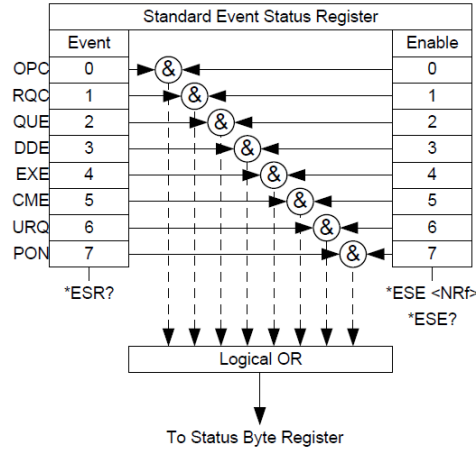 Standard Event Status Register
Event Enable
OPC 0 & 0
RQC 1 & 1
QUE 2 & 2
DDE 3 & 3
EXE 4 & 4
CME 5 & 5
URQ 6 & 6
PON 7 & 7
*ESR? *ESE <NRf>
*ESE?
Logical OR
To Status Byte Register